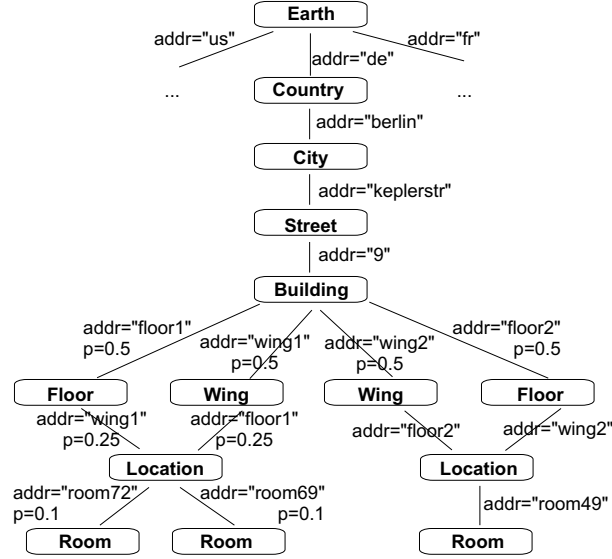 Earth
addr="us"
addr="de"
addr="fr"
...
Country
...
addr="berlin"
City
addr="keplerstr"
Street
addr="9"
Building
addr="floor1"
p=0.5
addr="wing1"
p=0.5
addr="wing2"
p=0.5
addr="floor2"
p=0.5
Floor
Wing
Wing
Floor
addr="wing1"
p=0.25
addr="floor1"
p=0.25
addr="floor2"
addr="wing2"
Location
Location
addr="room72"
p=0.1
addr="room69"
p=0.1
addr="room49"
Room
Room
Room